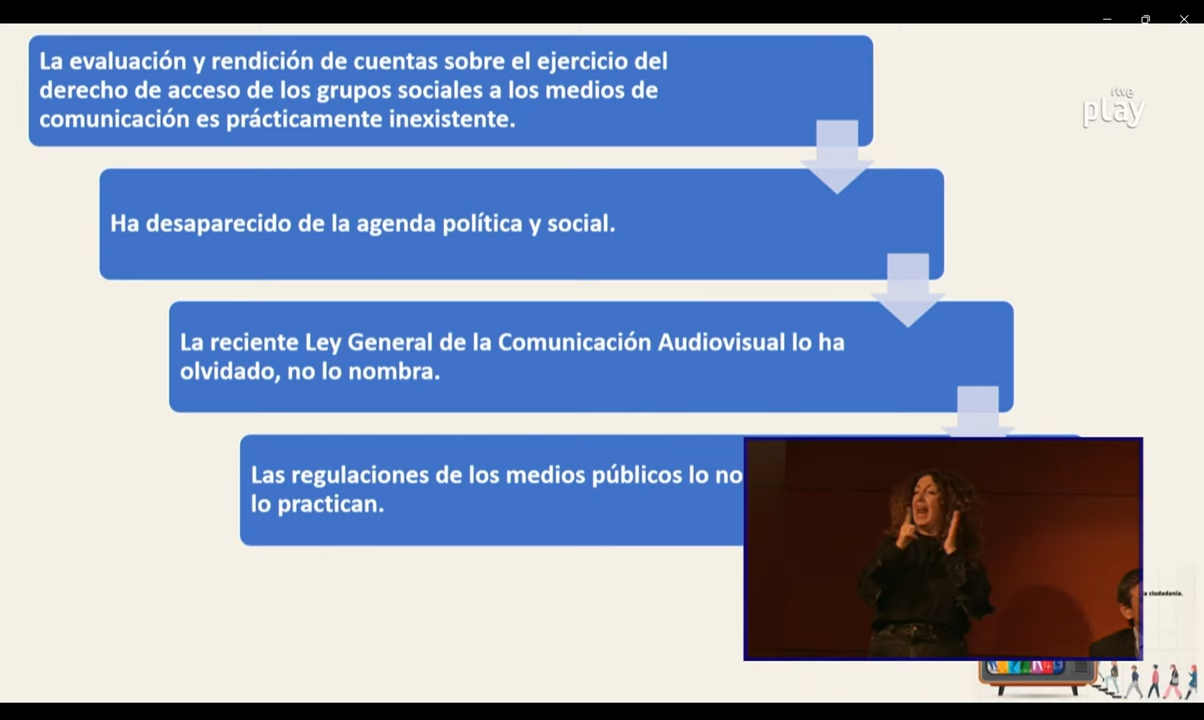 La evaluación y rendición de cuentas sobre el ejercicio del
derecho de acceso de los grupos sociales a los medios de
comunicación es prácticamente inexistente.
rtve
play
Ha desaparecido de la agenda política y social.
La reciente Ley General de la Comunicación Audiovisual lo ha
olvidado, no lo nombra.
Las regulaciones de los medios públicos lo no
lo practican.
ciudadanía.